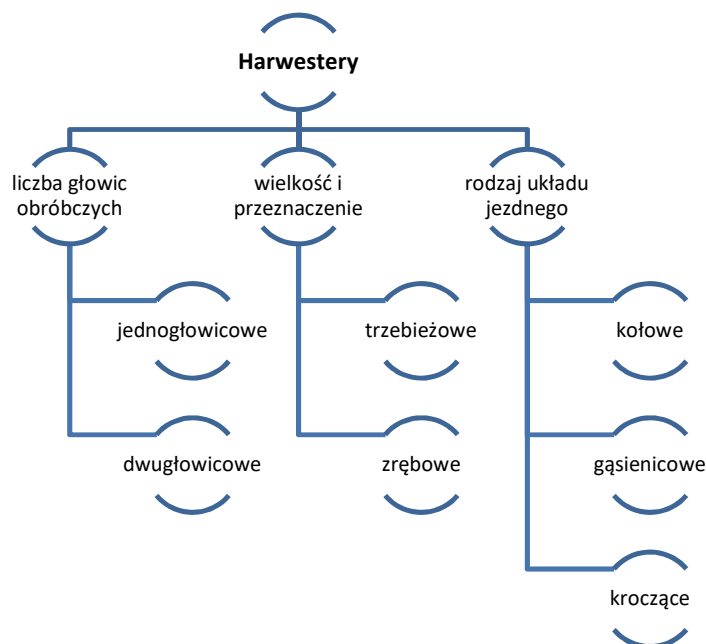 Harwestery
liczba głowic
obróbczych
wielkość i
przeznaczenie
rodzaj układu
jezdnego
jednogłowicowe
trzebieżowe
kołowe
dwugłowicowe
zrębowe
gąsienicowe
kroczące